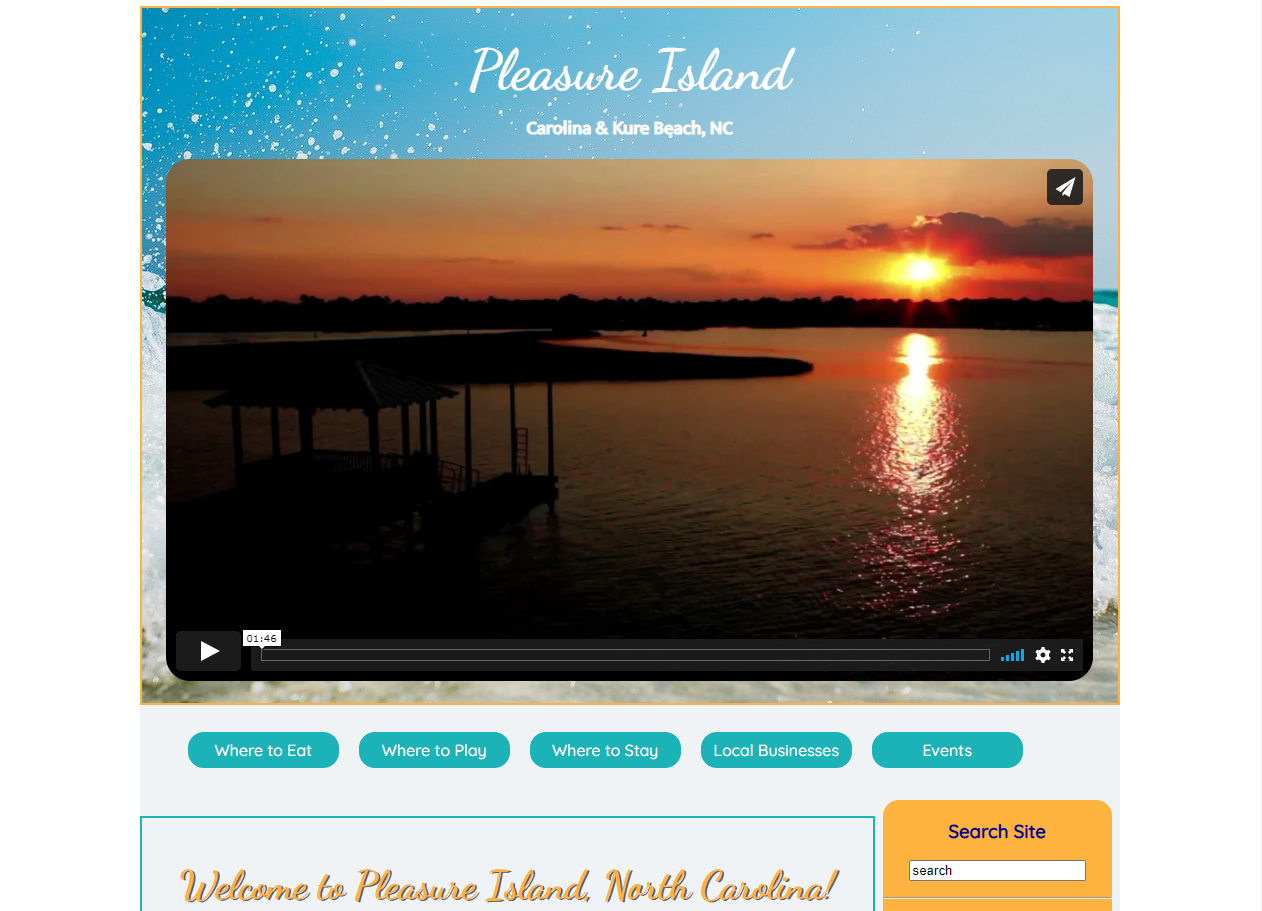 Pleasure Island
Carolina & Kure Beach, NC
01:46
Where to Eat
Where to Play
Where to Stay
Local Businesses
Events
Search Site
search
Welcome to Pleasure Island, North Carolina!